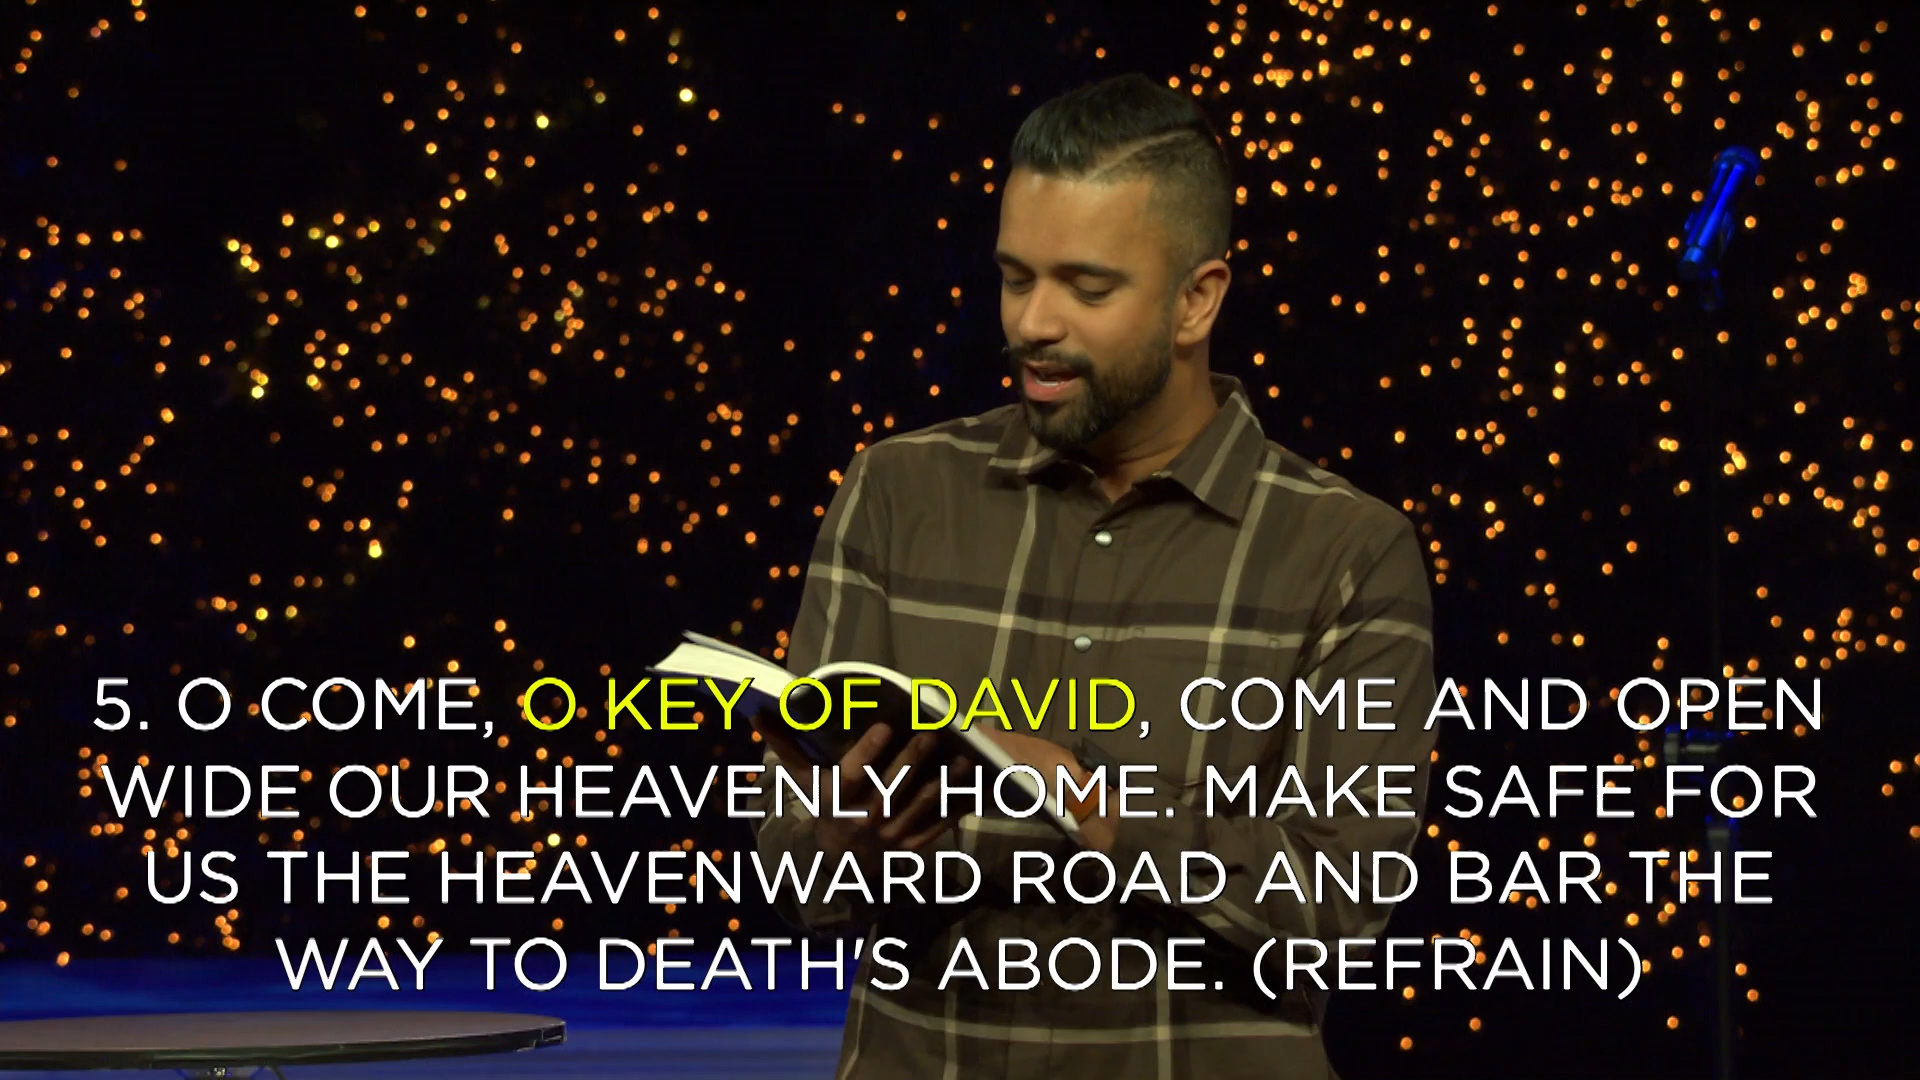 5. O COME, O KEY OF DAVID, COME AND OPEN
WIDE OUR HEAVENLY HOME. MAKE SAFE FOR
US THE HEAVENWARD ROAD AND BAR THE
WAY TO DEATH'S ABODE. (REFRAIN)